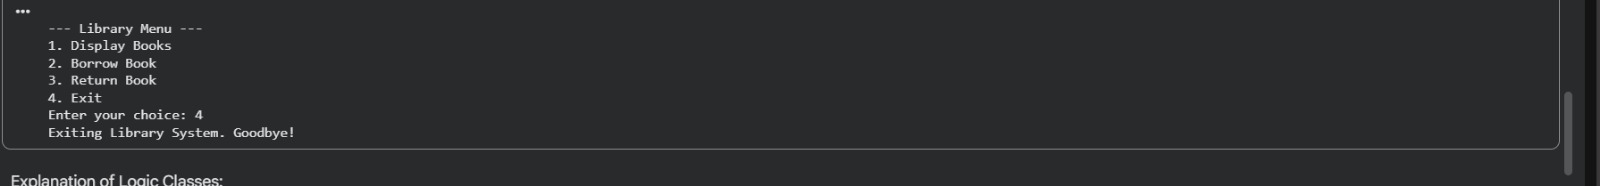 --- Library Menu ---
1. Display Books
2. Borrow Book
3. Return Book
4. Exit
Enter your choice: 4
Exiting Library System. Goodbye!
Explanation of Logic Classes: